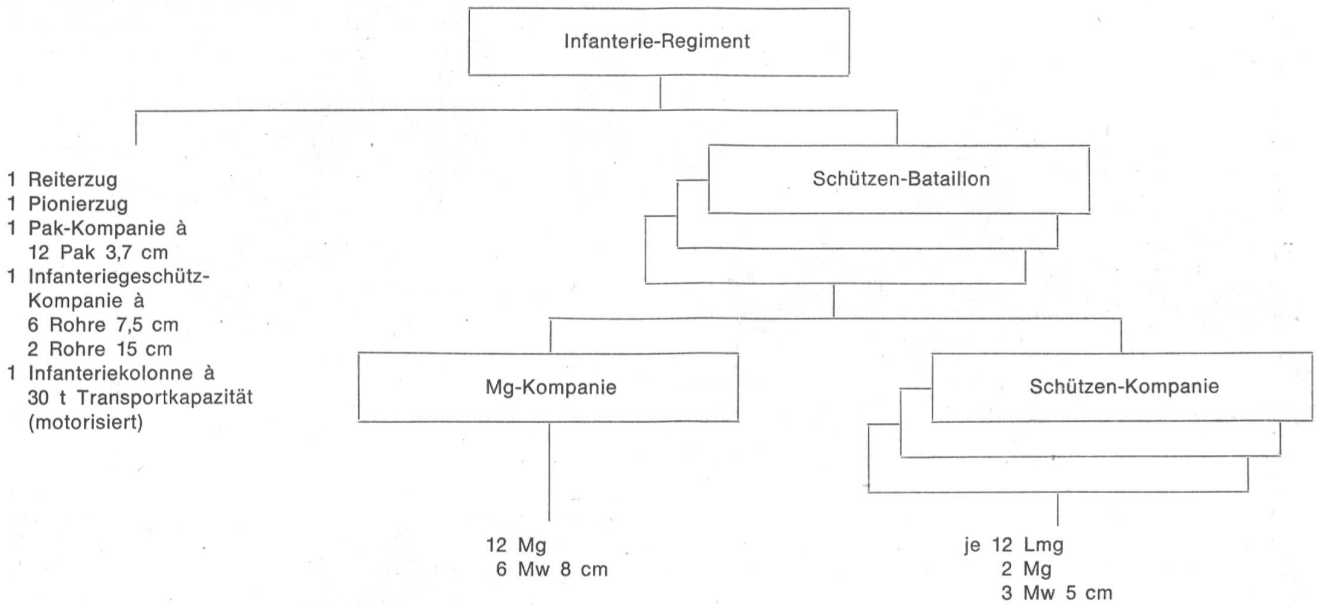 Infanterie-Regiment
1 Reiterzug
1 Pionierzug
1 Pak-Kompanie à
12 Pak 3,7 cm
1 Infanteriegeschütz-
Kompanie à
6 Rohre 7,5 cm
2 Rohre 15 cm
1 Infanteriekolonne à
30 t Transportkapazität
(motorisiert)
Schützen-Bataillon
Mg-Kompanie
Schützen-Kompanie
12 Mg
6 Mw 8 cm
je 12 Lmg
2 Mg
3 Mw 5 cm